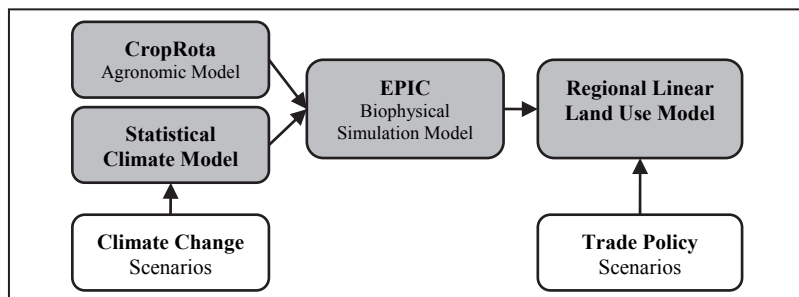 CropRota
Agronomic Model
Statistical
Climate Model
Climate Change
Scenarios
EPIC
Biophysical
Simulation Model
Regional Linear
Land Use Model
Trade Policy
Scenarios